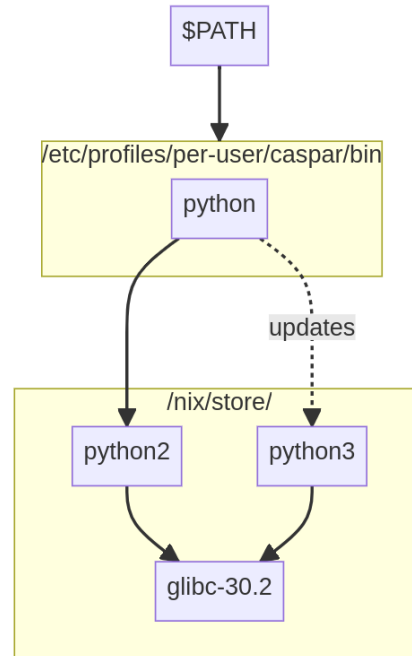 $PATH
/etc/profiles/per-user/caspar/bin
python
updates
/nix/store/
python2
python3
glibc-30.2